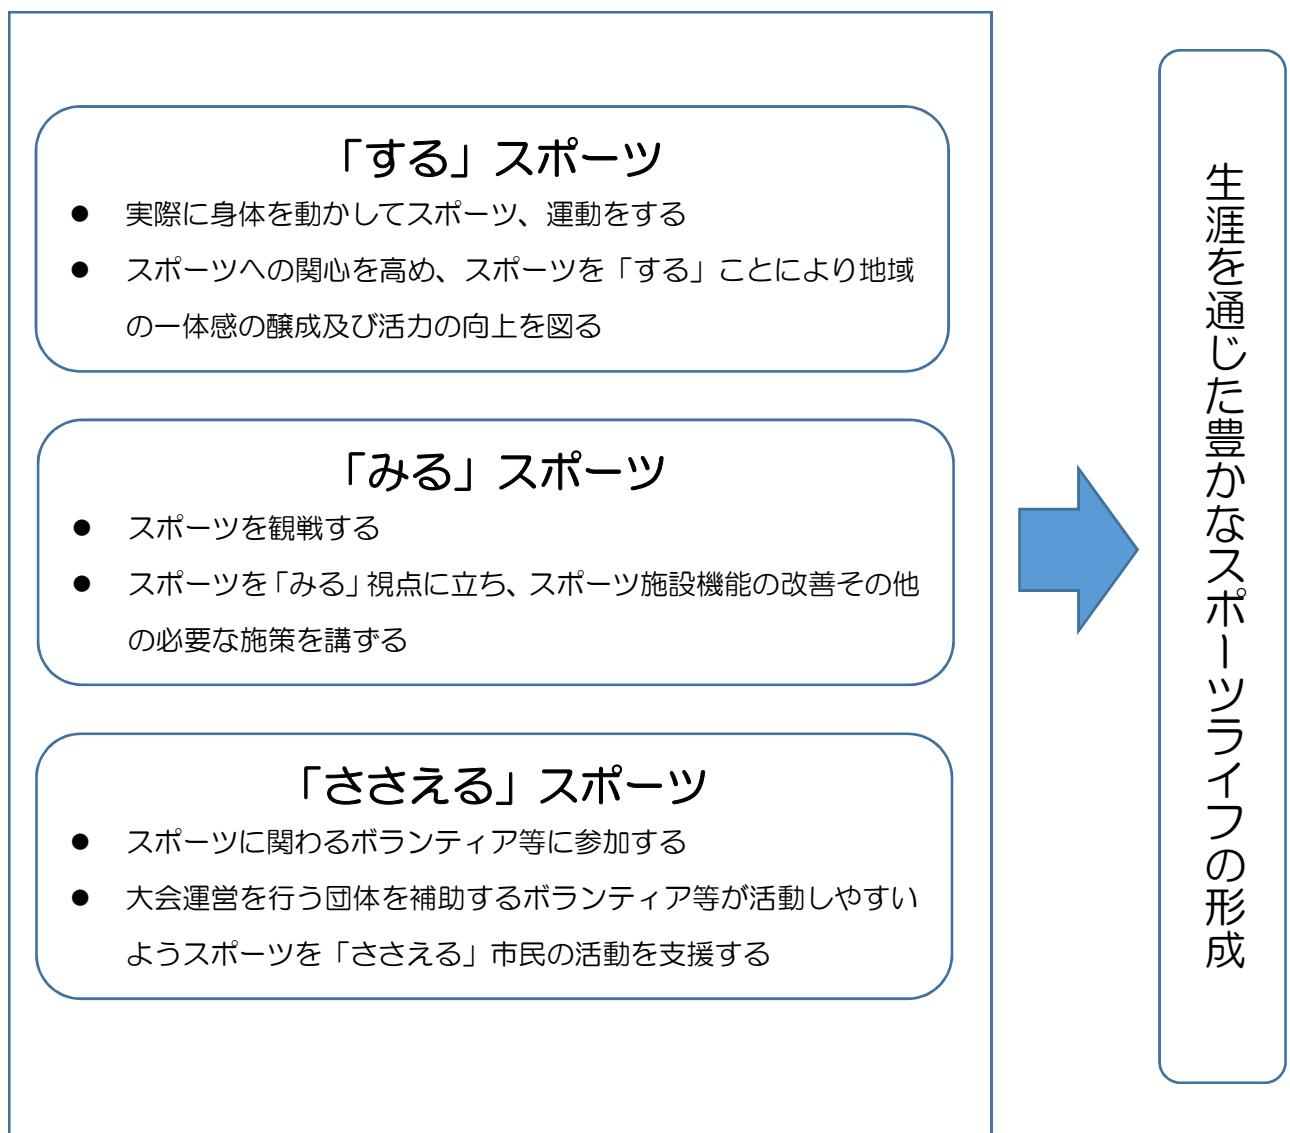 「する」スポーツ
● 実際に身体を動かしてスポーツ、運動をする
● スポーツへの関心を高め、スポーツを「する」ことにより地域
の一体感の醸成及び活力の向上を図る
「みる」スポーツ
● スポーツを観戦する
● スポーツを「みる」視点に立ち、スポーツ施設機能の改善その他
の必要な施策を講ずる
「ささえる」スポーツ
● スポーツに関わるボランティア等に参加する
● 大会運営を行う団体を補助するボランティア等が活動しやすい
ようスポーツを「ささえる」市民の活動を支援する
生涯を通じた豊かなスポーツライフの形成